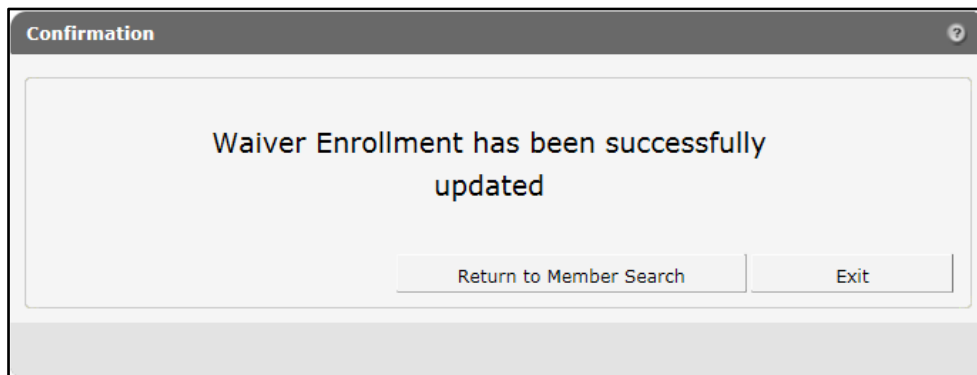 Confirmation
?
Waiver Enrollment has been successfully
updated
Return to Member Search Exit